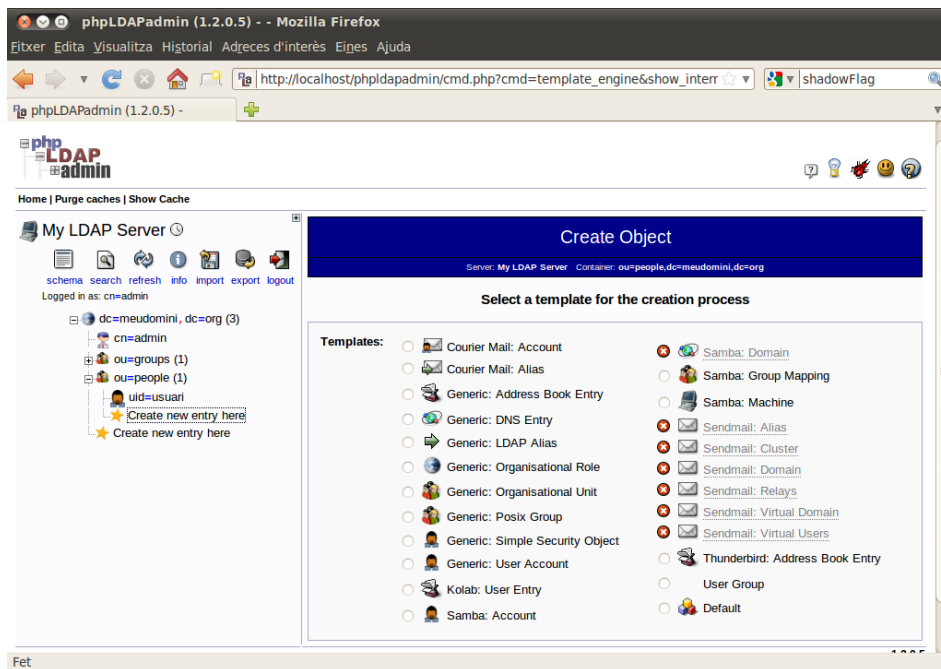 phpLDAPadmin (1.2.0.5) - - Mozilla Firefox
Fitxer Edita Visualitza Historial Adreces d'interès Eines Ajuda
http://localhost/phpldapadmin/cmd.php?cmd=template_engine&show_interr
shadowFlag
phpLDAPadmin (1.2.0.5) -
php
LDAP
admin
Home | Purge caches | Show Cache
My LDAP Server
schema search refresh info import export logout
Logged in as: cn=admin
dc=meudomini, dc=org (3)
cn=admin
ou=groups (1)
ou=people (1)
uid=usuari
Create new entry here
Create new entry here
Create Object
Server: My LDAP Server Container: ou=people,dc=meudomini,dc=org
Select a template for the creation process
Templates:
Courier Mail: Account
Courier Mail: Alias
Generic: Address Book Entry
Generic: DNS Entry
Generic: LDAP Alias
Generic: Organisational Role
Generic: Organisational Unit
Generic: Posix Group
Generic: Simple Security Object
Generic: User Account
Kolab: User Entry
Samba: Account
Samba: Domain
Samba: Group Mapping
Samba: Machine
Sendmail: Alias
Sendmail: Cluster
Sendmail: Domain
Sendmail: Relays
Sendmail: Virtual Domain
Sendmail: Virtual Users
Thunderbird: Address Book Entry
User Group
Default
Fet